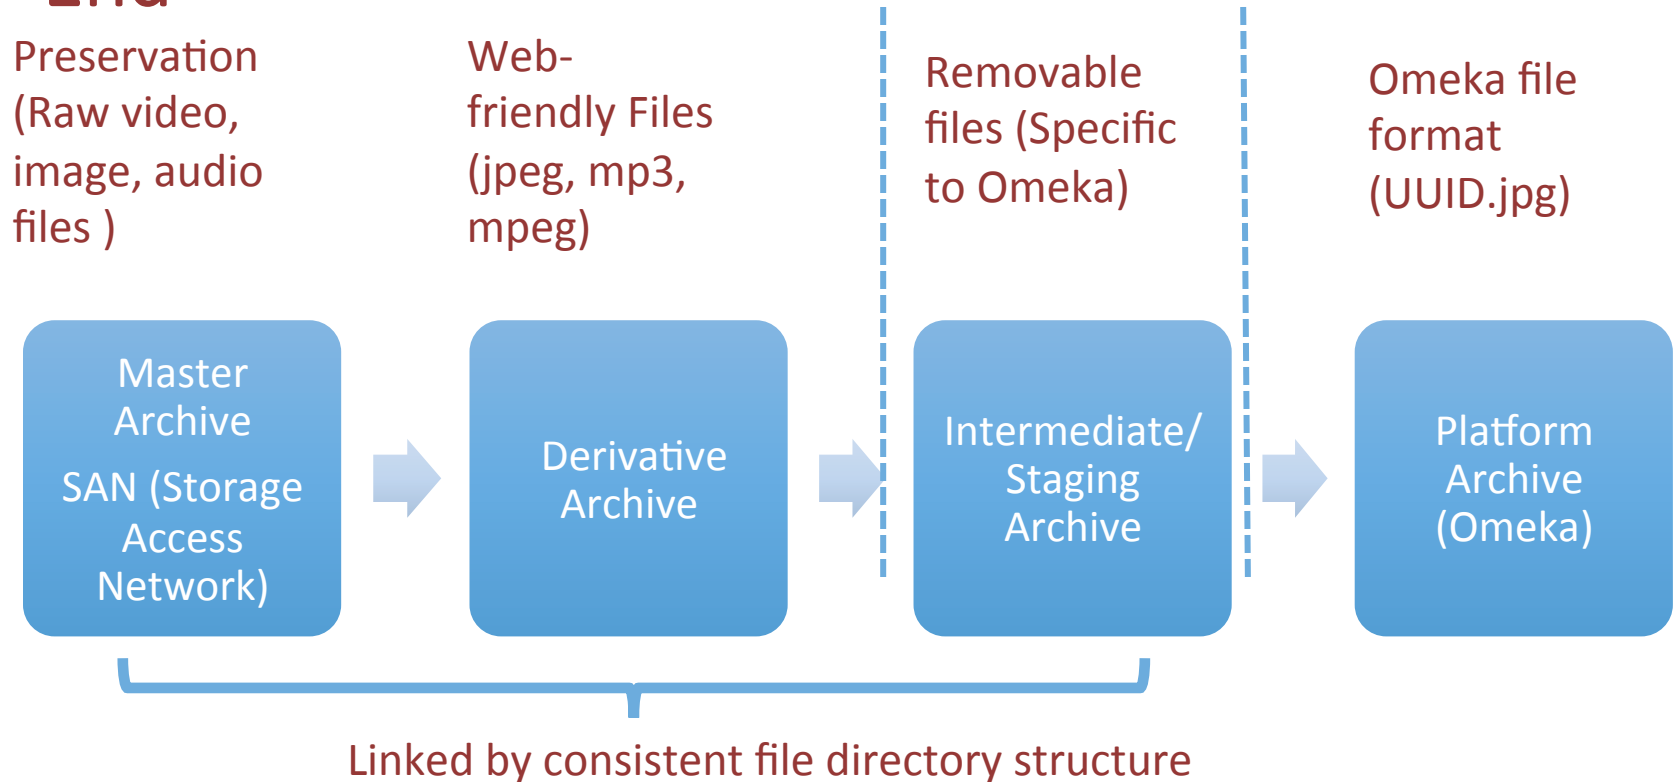 End
Preservation
(Raw video,
image, audio
files )
Web-
friendly Files
(jpeg, mp3,
mpeg)
Removable
files (Specific
to Omeka)
Omeka file
format
(UUID.jpg)
Master
Archive
SAN (Storage
Access
Network)
Derivative
Archive
Intermediate/
Staging
Archive
Platform
Archive
(Omeka)
Linked by consistent file directory structure